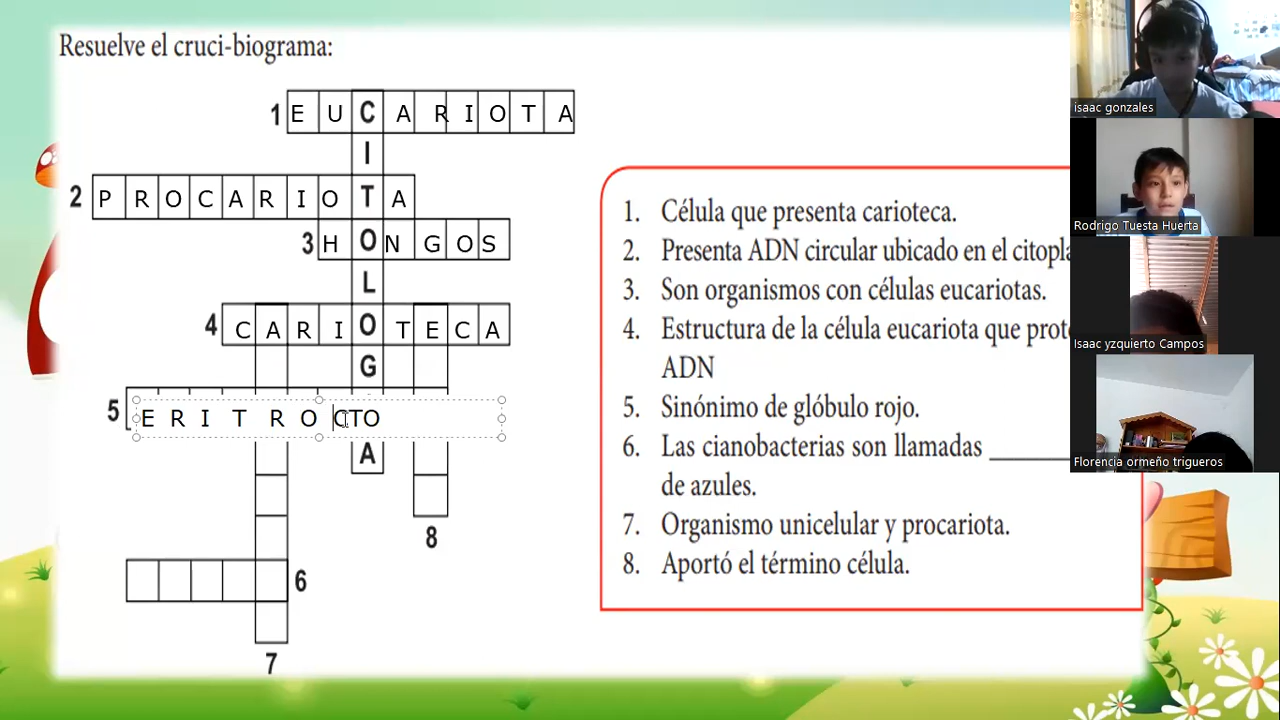 Resuelve el cruci-biograma:
1 E U C A R I O T A
I
2 P R O C A R I O T A
3 H O N G O S
L
4 C A R I O T E C A
G
5 E R I T R O C T O
A
8
6
7
1. Célula que presenta carioteca.
2. Presenta ADN circular ubicado en el citopla
3. Son organismos con células eucariotas.
4. Estructura de la célula eucariota que prote
ADN
5. Sinónimo de glóbulo rojo.
6. Las cianobacterias son llamadas ________
de azules.
7. Organismo unicelular y procariota.
8. Aportó el término célula.
isaac gonzales
Rodrigo Tuesta Huerta
Isaac yzquierto Campos
Florencia ormeño trigueros